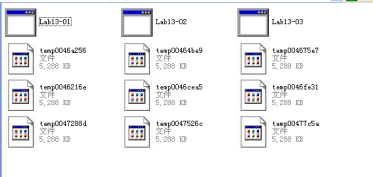 Lab13-01
Lab13-02
Lab13-03
temp0046a256
文件
5,288 KB
temp00464be9
文件
5,288 KB
temp004675a7
文件
5,288 KB
temp0046216e
文件
5,288 KB
temp0046cea5
文件
5,288 KB
temp0046fe31
文件
5,288 KB
temp0047288d
文件
5,288 KB
temp0047526c
文件
5,288 KB
temp00477c5a
文件
5,288 KB